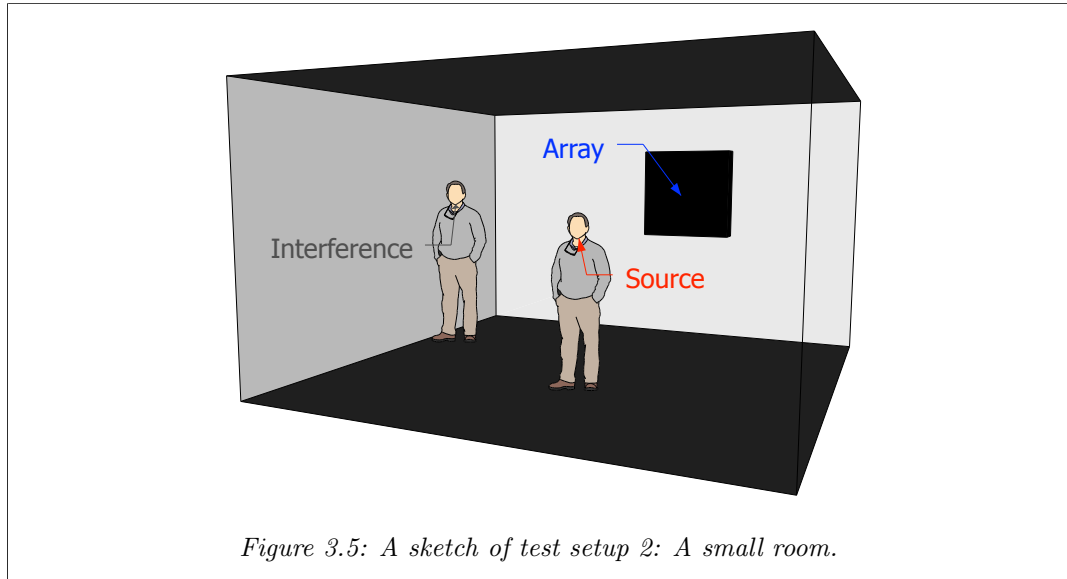 Array
Interference
Source
Figure 3.5: A sketch of test setup 2: A small room.